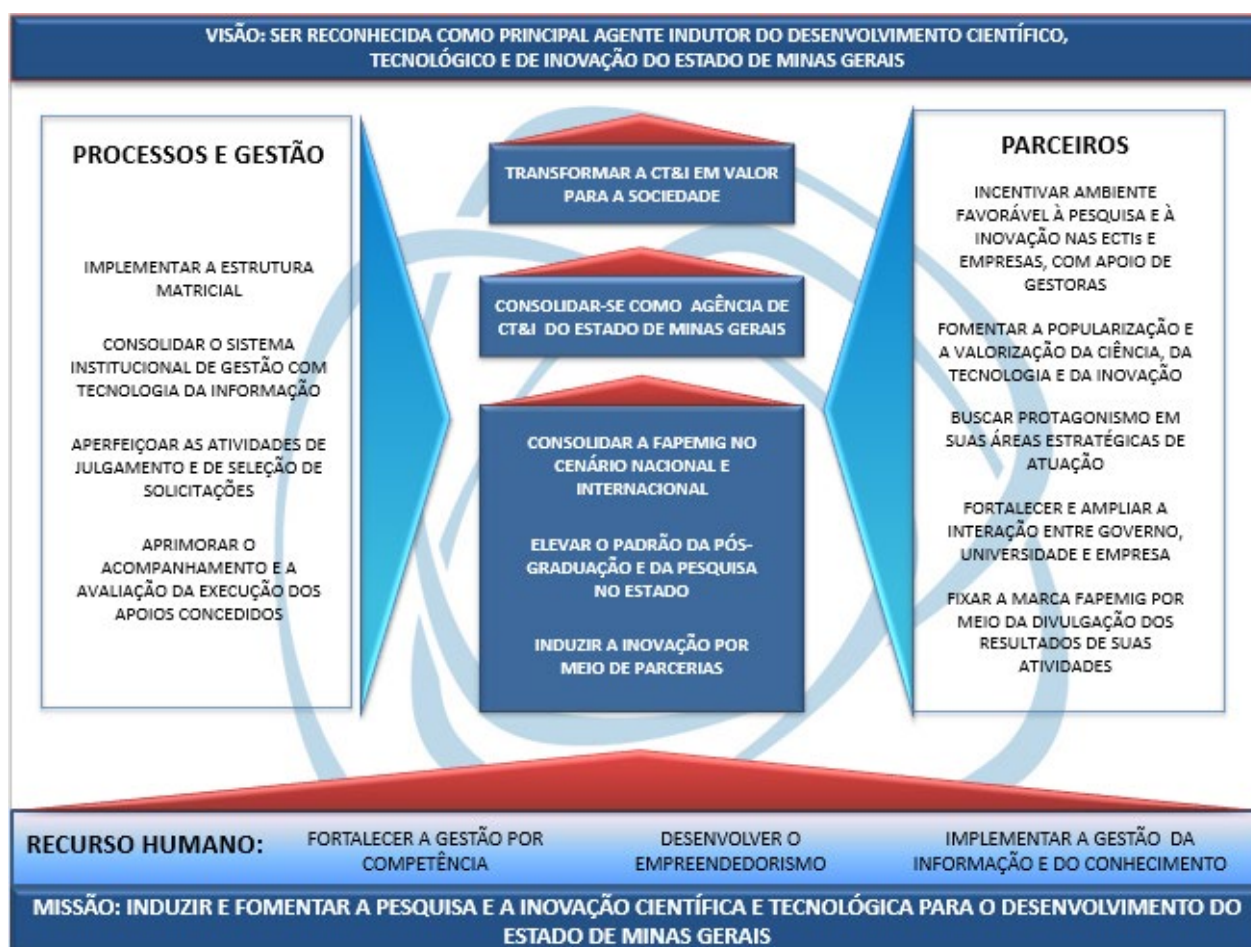 VISÃO: SER RECONHECIDA COMO PRINCIPAL AGENTE INDUTOR DO DESENVOLVIMENTO CIENTÍFICO,
TECNOLÓGICO E DE INOVAÇÃO DO ESTADO DE MINAS GERAIS
PROCESSOS E GESTÃO
IMPLEMENTAR A ESTRUTURA
MATRICIAL
CONSOLIDAR O SISTEMA
INSTITUCIONAL DE GESTÃO COM
TECNOLOGIA DA INFORMAÇÃO
APERFEIÇOAR AS ATIVIDADES DE
JULGAMENTO E DE SELEÇÃO DE
SOLICITAÇÕES
APRIMORAR O
ACOMPANHAMENTO E A
AVALIAÇÃO DA EXECUÇÃO DOS
APOIOS CONCEDIDOS
TRANSFORMAR A CT&I EM VALOR
PARA A SOCIEDADE
CONSOLIDAR-SE COMO AGÊNCIA DE
CT&I DO ESTADO DE MINAS GERAIS
CONSOLIDAR A FAPEMIG NO
CENÁRIO NACIONAL E
INTERNACIONAL
ELEVAR O PADRÃO DA PÓS-
GRADUAÇÃO E DA PESQUISA
NO ESTADO
INDUZIR A INOVAÇÃO POR
MEIO DE PARCERIAS
PARCEIROS
INCENTIVAR AMBIENTE
FAVORÁVEL À PESQUISA E À
INOVAÇÃO NAS ECTIs E
EMPRESAS, COM APOIO DE
GESTORAS
FOMENTAR A POPULARIZAÇÃO E
A VALORIZAÇÃO DA CIÊNCIA, DA
TECNOLOGIA E DA INOVAÇÃO
BUSCAR PROTAGONISMO EM
SUAS ÁREAS ESTRATÉGICAS DE
ATUAÇÃO
FORTALECER E AMPLIAR A
INTERAÇÃO ENTRE GOVERNO,
UNIVERSIDADE E EMPRESA
FIXAR A MARCA FAPEMIG POR
MEIO DA DIVULGAÇÃO DOS
RESULTADOS DE SUAS
ATIVIDADES
RECURSO HUMANO:
FORTALECER A GESTÃO POR
COMPETÊNCIA
DESENVOLVER O
EMPREENDEDORISMO
IMPLEMENTAR A GESTÃO DA
INFORMAÇÃO E DO CONHECIMENTO
MISSÃO: INDUZIR E FOMENTAR A PESQUISA E A INOVAÇÃO CIENTÍFICA E TECNOLÓGICA PARA O DESENVOLVIMENTO DO
ESTADO DE MINAS GERAIS